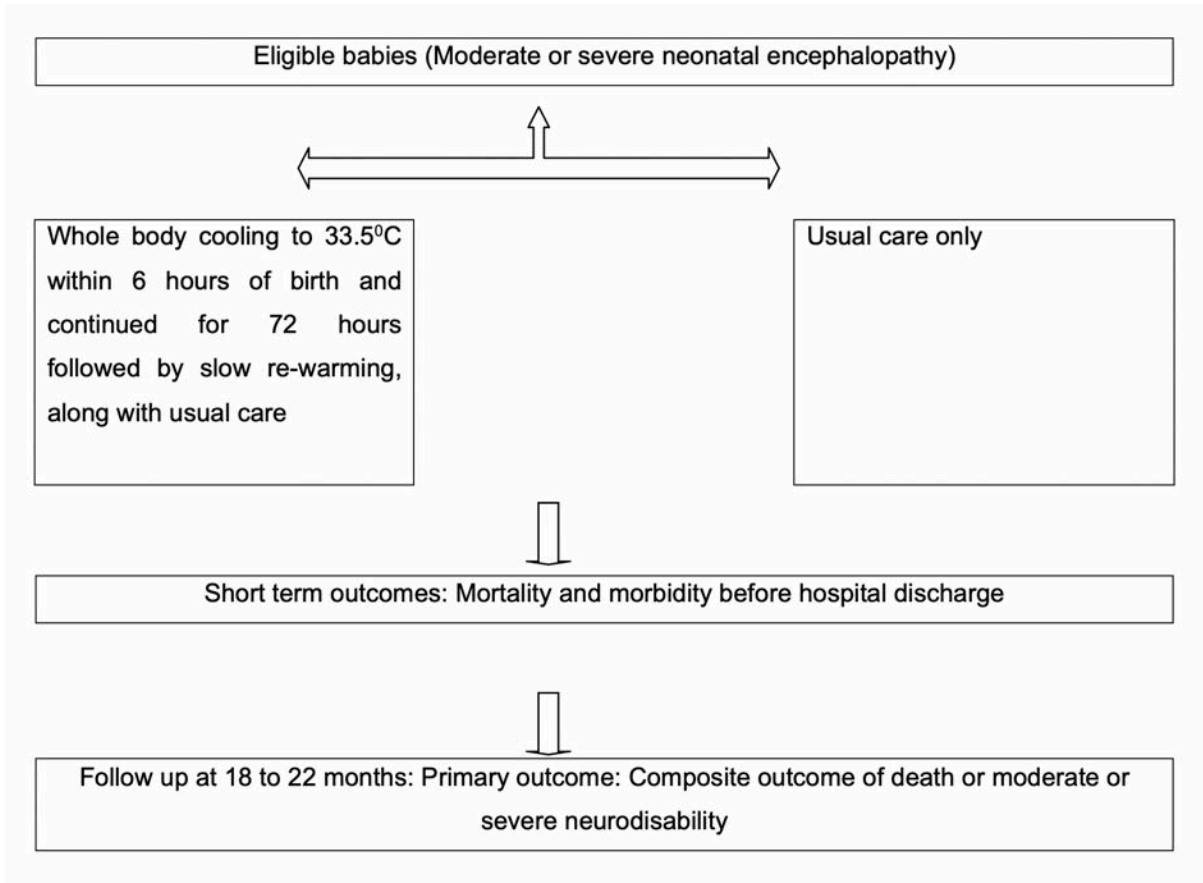 Eligible babies (Moderate or severe neonatal encephalopathy)
Whole body cooling to 33.5⁰C
within 6 hours of birth and
continued for 72 hours
followed by slow re-warming,
along with usual care
Usual care only
Short term outcomes: Mortality and morbidity before hospital discharge
Follow up at 18 to 22 months: Primary outcome: Composite outcome of death or moderate or
severe neurodisability